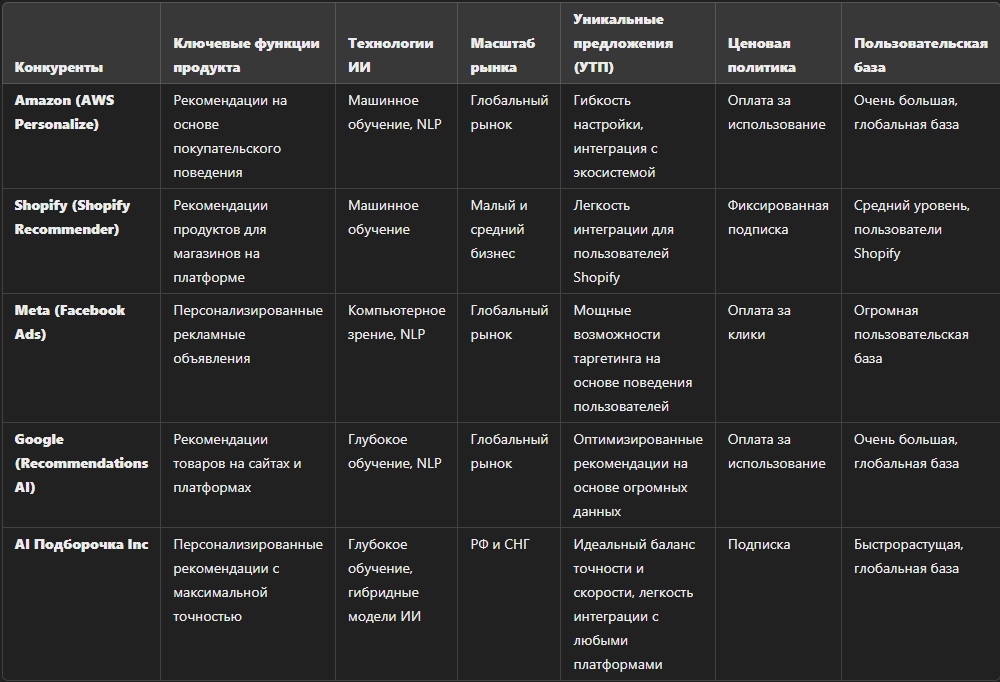 Конкуренты
Ключевые функции
продукта
Технологии
ИИ
Масштаб
рынка
Уникальные
предложения
(УТП)
Ценовая
политика
Пользовательская
база
Amazon (AWS
Personalize)
Рекомендации на
основе
покупательского
поведения
Машинное
обучение, NLP
Глобальный
рынок
Гибкость
настройки,
интеграция с
экосистемой
Оплата за
использование
Очень большая,
глобальная база
Shopify (Shopify
Recommender)
Рекомендации
продуктов для
магазинов на
платформе
Машинное
обучение
Малый и
средний
бизнес
Легкость
интеграции для
пользователей
Shopify
Фиксированная
подписка
Средний уровень,
пользователи
Shopify
Meta (Facebook
Ads)
Персонализированные
рекламные
объявления
Компьютерное
зрение, NLP
Глобальный
рынок
Мощные
возможности
таргетинга на
основе поведения
пользователей
Оплата за
клики
Огромная
пользовательская
база
Google
(Recommendations
AI)
Рекомендации
товаров на сайтах и
платформах
Глубокое
обучение, NLP
Глобальный
рынок
Оптимизированные
рекомендации на
основе огромных
данных
Оплата за
использование
Очень большая,
глобальная база
AI Подборочка Inc
Персонализированные
рекомендации с
максимальной
точностью
Глубокое
обучение,
гибридные
модели ИИ
РФ и СНГ
Идеальный баланс
точности и
скорости, легкость
интеграции с
любыми
платформами
Подписка
Быстрорастущая,
глобальная база